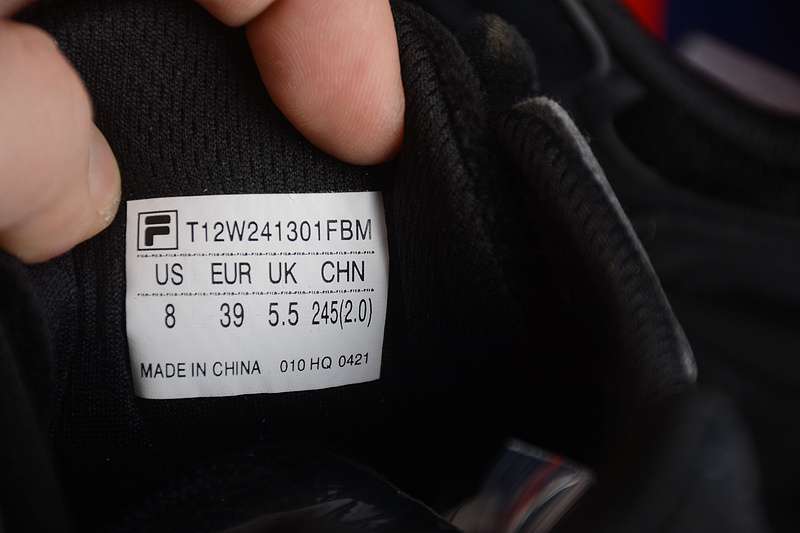 F T12W241301FBM
US EUR UK CHN
8 39 5.5 245(2.0)
MADE IN CHINA 010 HQ 0421